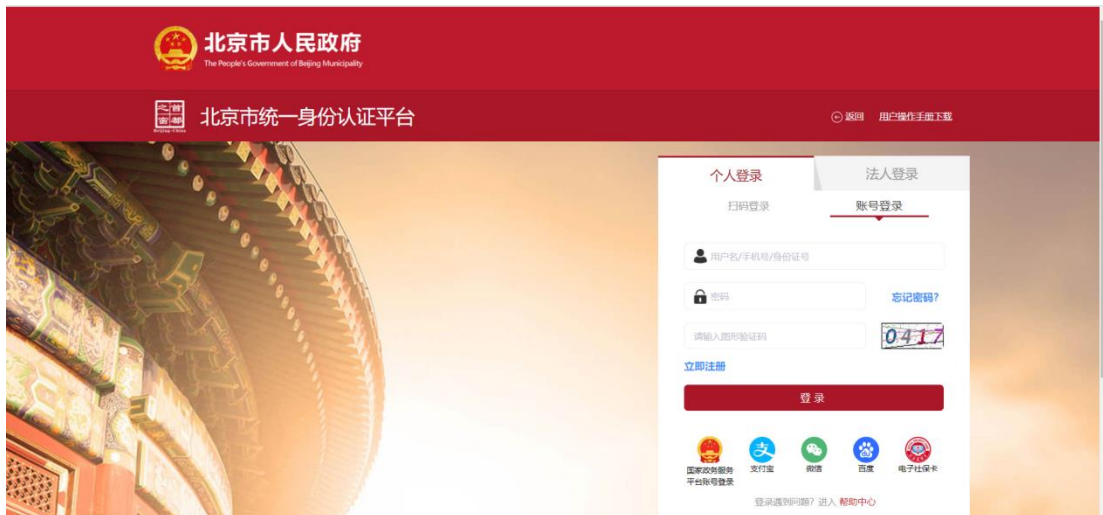 北京市人民政府
The People's Government of Beijing Municipality
首都之窗
Beijing-China
北京市统一身份认证平台
返回 用户操作手册下载
个人登录 法人登录
扫码登录 账号登录
用户名/手机号/身份证号
密码 忘记密码?
请输入图形验证码 0417
立即注册
登录
国家政务服务平台账号登录 支付宝 微信 百度 电子社保卡
登录遇到问题? 进入 帮助中心